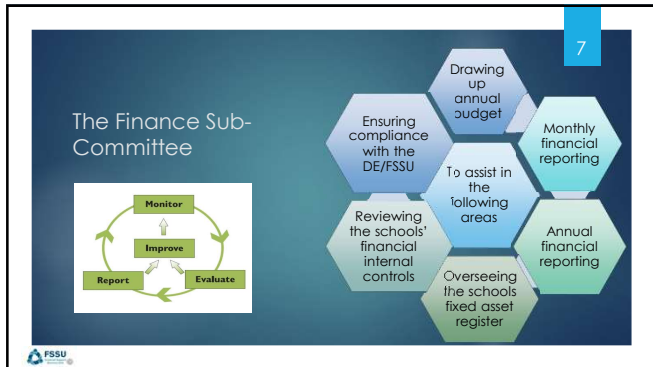 7
The Finance Sub-
Committee
Monitor
Improve
Report
Evaluate
Drawing
up
annual
budget
Monthly
financial
reporting
Annual
financial
reporting
Overseeing
the schools
fixed asset
register
Reviewing
the schools’
financial
internal
controls
Ensuring
compliance
with the
DE/FSSU
To assist in
the
following
areas
FSSU